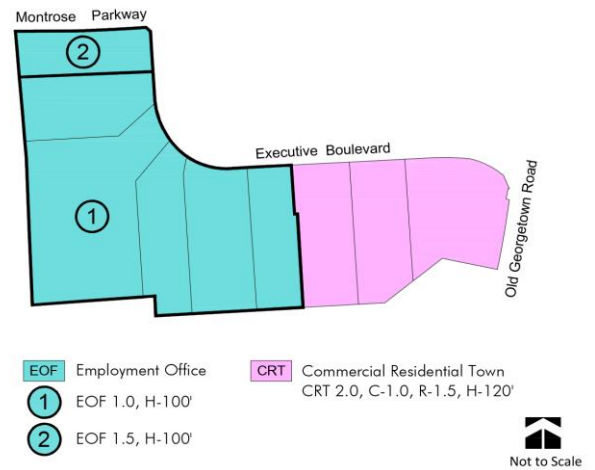 Montrose Parkway
2
Executive Boulevard
Old Georgetown Road
1
EOF Employment Office
1 EOF 1.0, H-100'
2 EOF 1.5, H-100'
CRT Commercial Residential Town
CRT 2.0, C-1.0, R-1.5, H-120'
Not to Scale